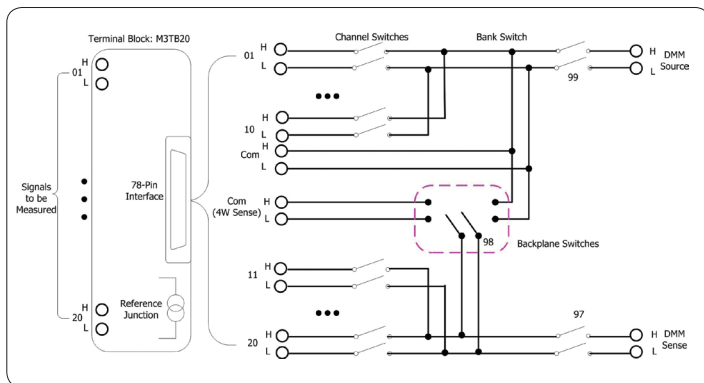 Terminal Block: M3TB20
H
01
L
Signals
to be
Measured
78-Pin
Interface
Reference
Junction
H
20
L
Channel Switches
Bank Switch
H
01
L
H
10
L
H
Com
L
Com
(4W Sense)
H
L
H
11
L
H
20
L
99
H DMM
L Source
98
Backplane Switches
97
H DMM
L Sense